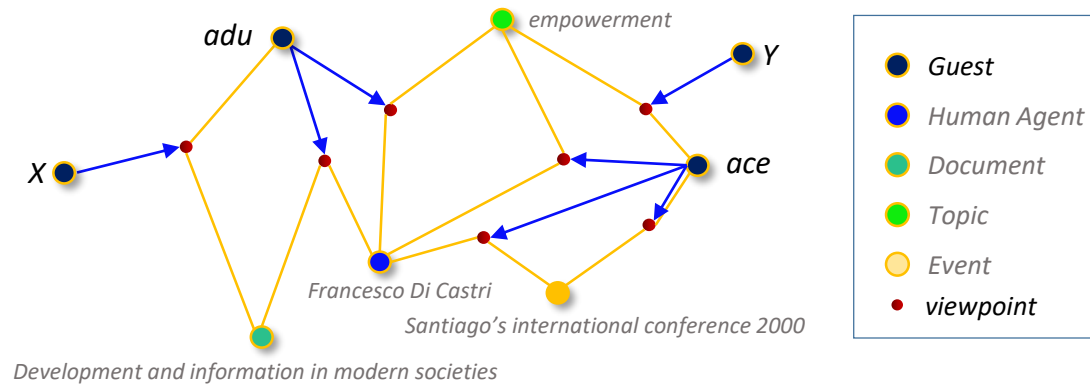 empowerment
adu
Y
X
ace
Francesco Di Castri
Santiago's international conference 2000
Development and information in modern societies
Guest
Human Agent
Document
Topic
Event
viewpoint